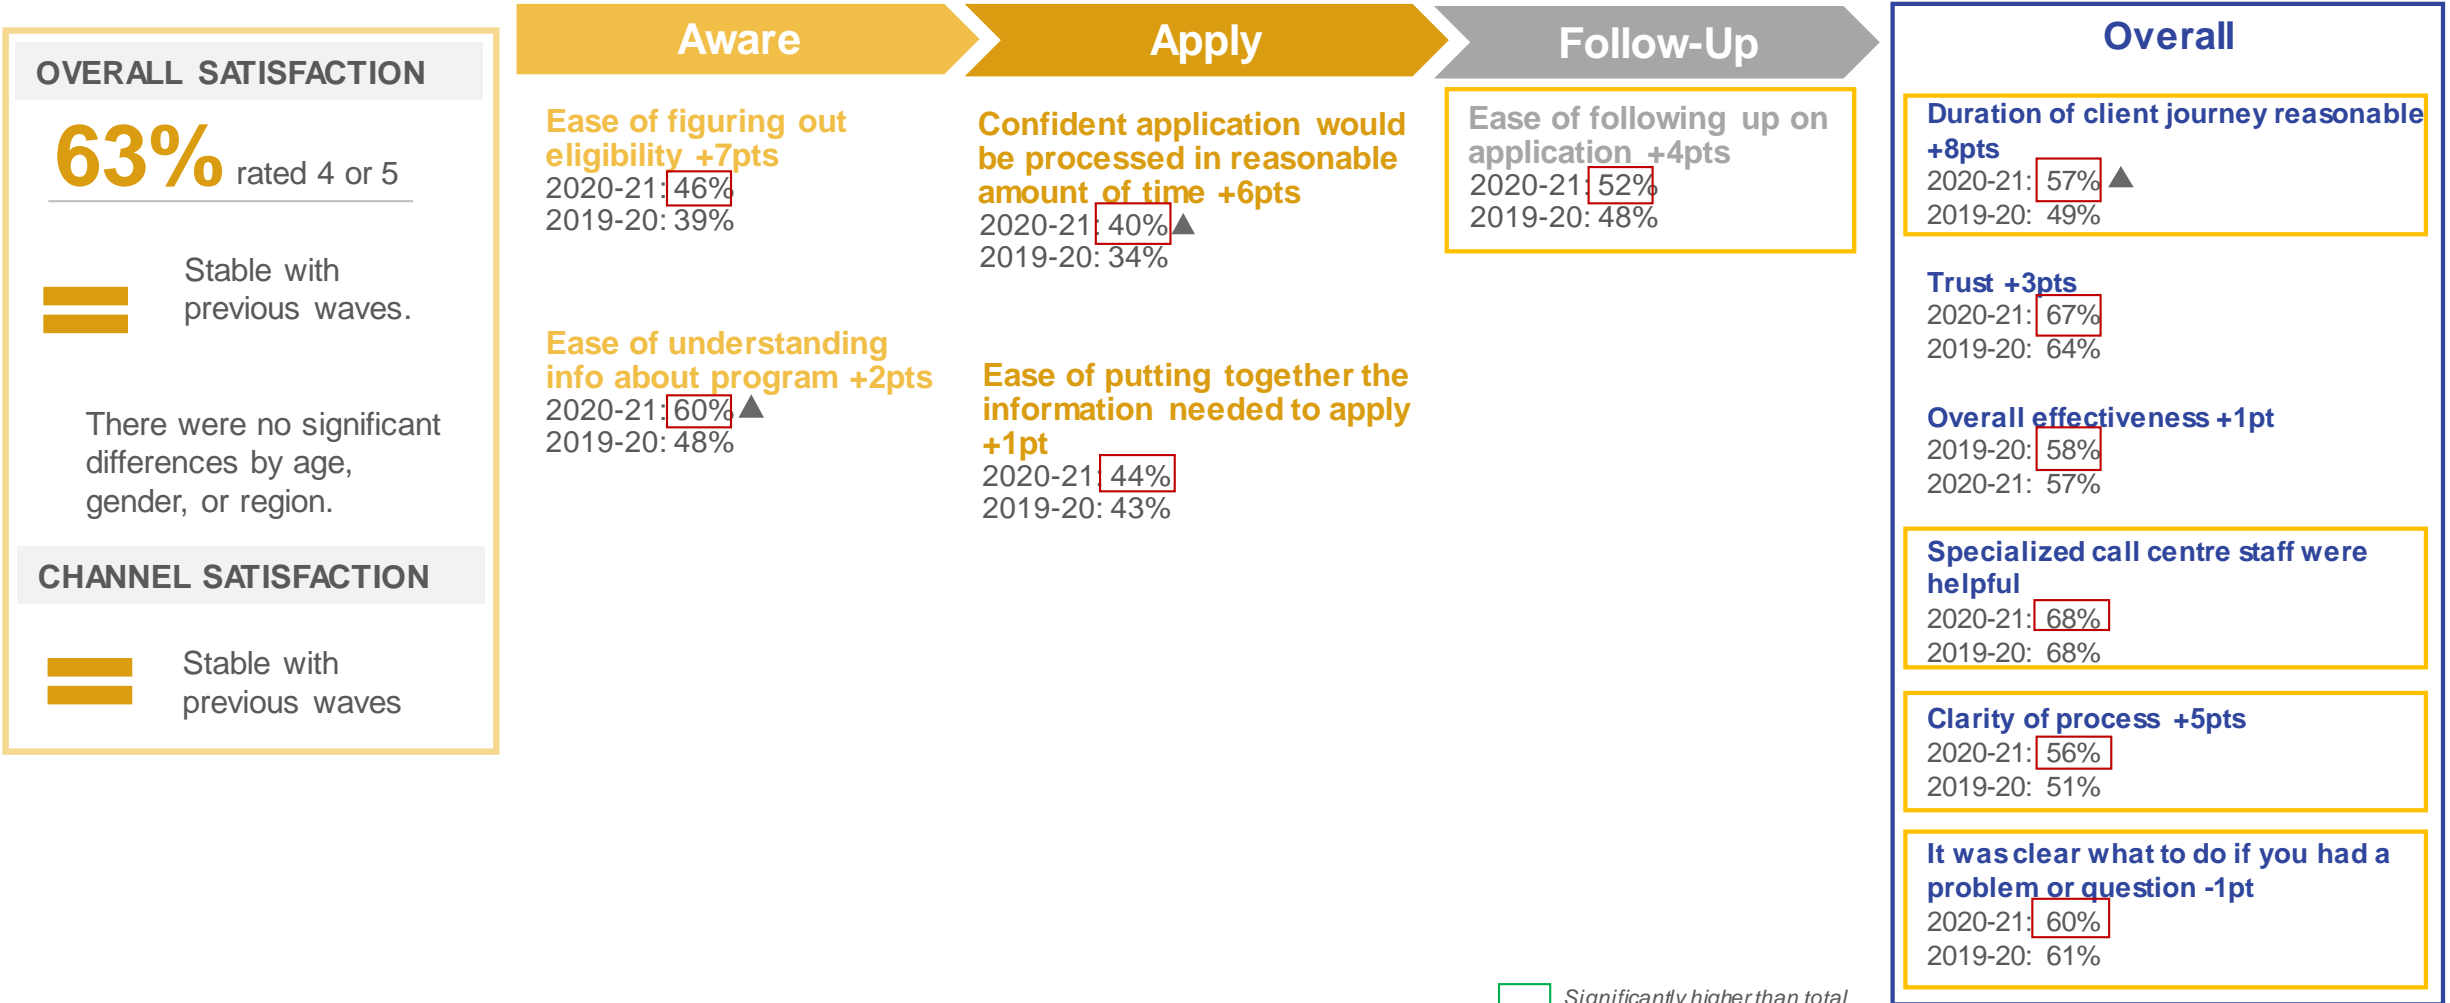 OVERALL SATISFACTION
63% rated 4 or 5
Stable with
previous waves.
There were no significant
differences by age,
gender, or region.
CHANNEL SATISFACTION
Stable with
previous waves
Aware
Ease of figuring out
eligibility +7pts
2020-21: 46%
2019-20: 39%
Ease of understanding
info about program +2pts
2020-21: 60%
2019-20: 48%
Apply
Confident application would
be processed in reasonable
amount of time +6pts
2020-21: 40%
2019-20: 34%
Ease of putting together the
information needed to apply
+1pt
2020-21: 44%
2019-20: 43%
Follow-Up
Ease of following up on
application +4pts
2020-21: 52%
2019-20: 48%
Overall
Duration of client journey reasonable
+8pts
2020-21: 57%
2019-20: 49%
Trust +3pts
2020-21: 67%
2019-20: 64%
Overall effectiveness +1pt
2019-20: 58%
2020-21: 57%
Specialized call centre staff were
helpful
2020-21: 68%
2019-20: 68%
Clarity of process +5pts
2020-21: 56%
2019-20: 51%
It was clear what to do if you had a
problem or question -1pt
2020-21: 60%
2019-20: 61%
Significantly higher than total